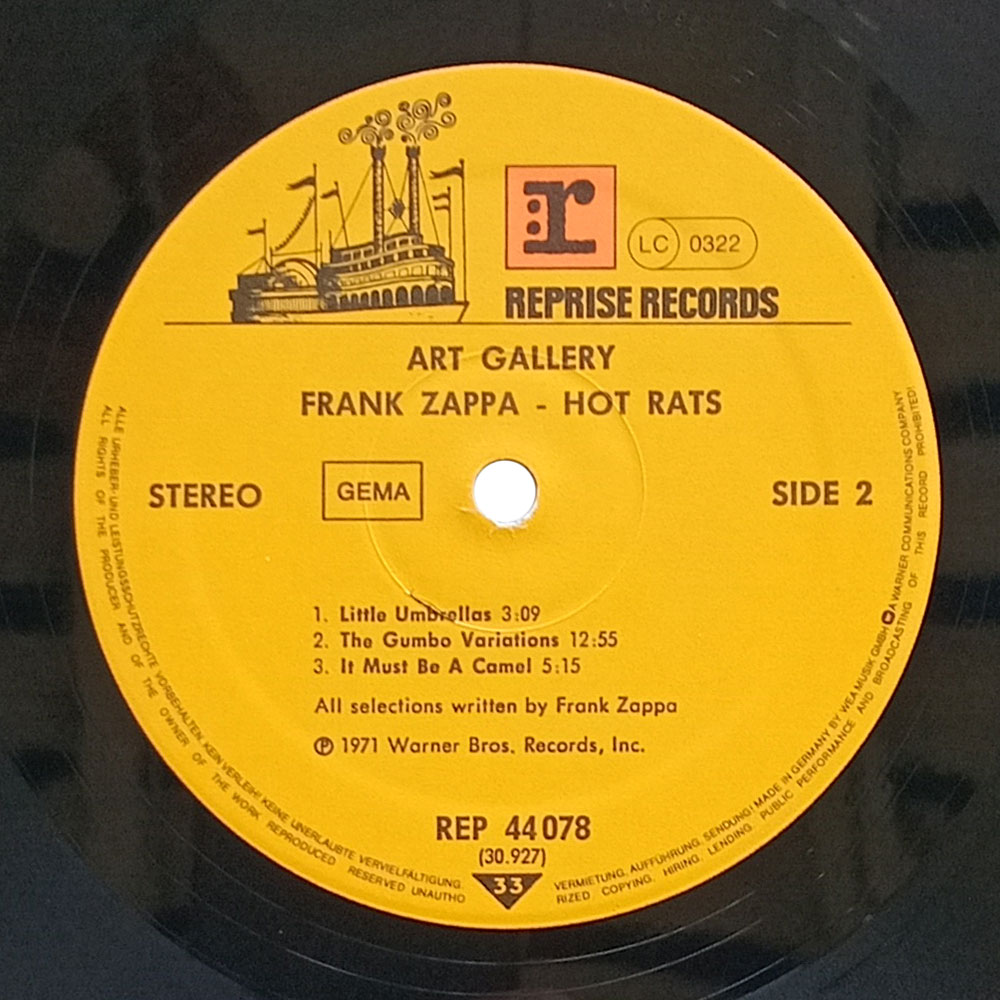 r
LC 0322
REPRISE RECORDS
ART GALLERY
FRANK ZAPPA - HOT RATS
STEREO
GEMA
SIDE 2
1. Little Umbrellas 3:09
2. The Gumbo Variations 12:55
3. It Must Be A Camel 5:15
All selections written by Frank Zappa
℗ 1971 Warner Bros. Records, Inc.
REP 44 078
(30.927)
33
ALLE URHEBER- UND LEISTUNGSSCHUTZRECHTE VORBEHALTEN. KEIN VERLEIH! KEINE UNERLAUBTE VERVIELFÄLTIGUNG, VERMIETUNG, AUFFÜHRUNG, SENDUNG! MADE IN GERMANY BY WEA MUSIK GMBH A WARNER COMMUNICATIONS COMPANY
ALL RIGHTS OF THE PRODUCER AND OF THE OWNER OF THE WORK REPRODUCED RESERVED UNAUTHORIZED COPYING, HIRING, LENDING, PUBLIC PERFORMANCE AND BROADCASTING OF THIS RECORD PROHIBITED!